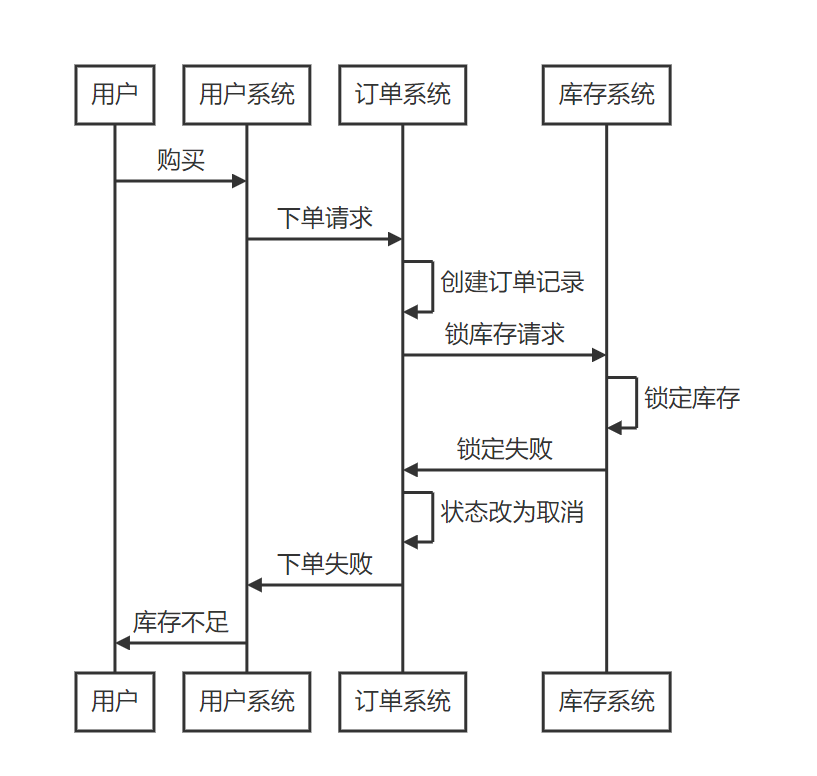 用户
用户系统
订单系统
库存系统
购买
下单请求
创建订单记录
锁库存请求
锁定库存
锁定失败
状态改为取消
下单失败
库存不足
用户
用户系统
订单系统
库存系统